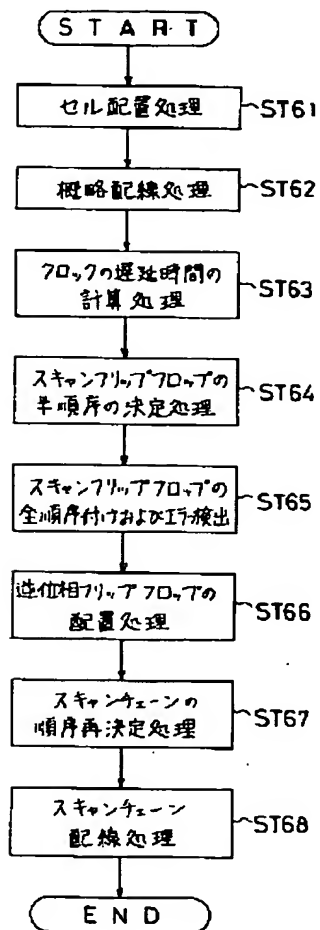 START
セル配置処理
ST61
概略配線処理
ST62
クロックの遅延時間の
計算処理
ST63
スキャンフリップフロップの
半順序の決定処理
ST64
スキャンフリップフロップの
全順序付けおよびエラー検出
ST65
逆位相フリップフロップの
配置処理
ST66
スキャンチェーンの
順序再決定処理
ST67
スキャンチェーン
配線処理
ST68
END